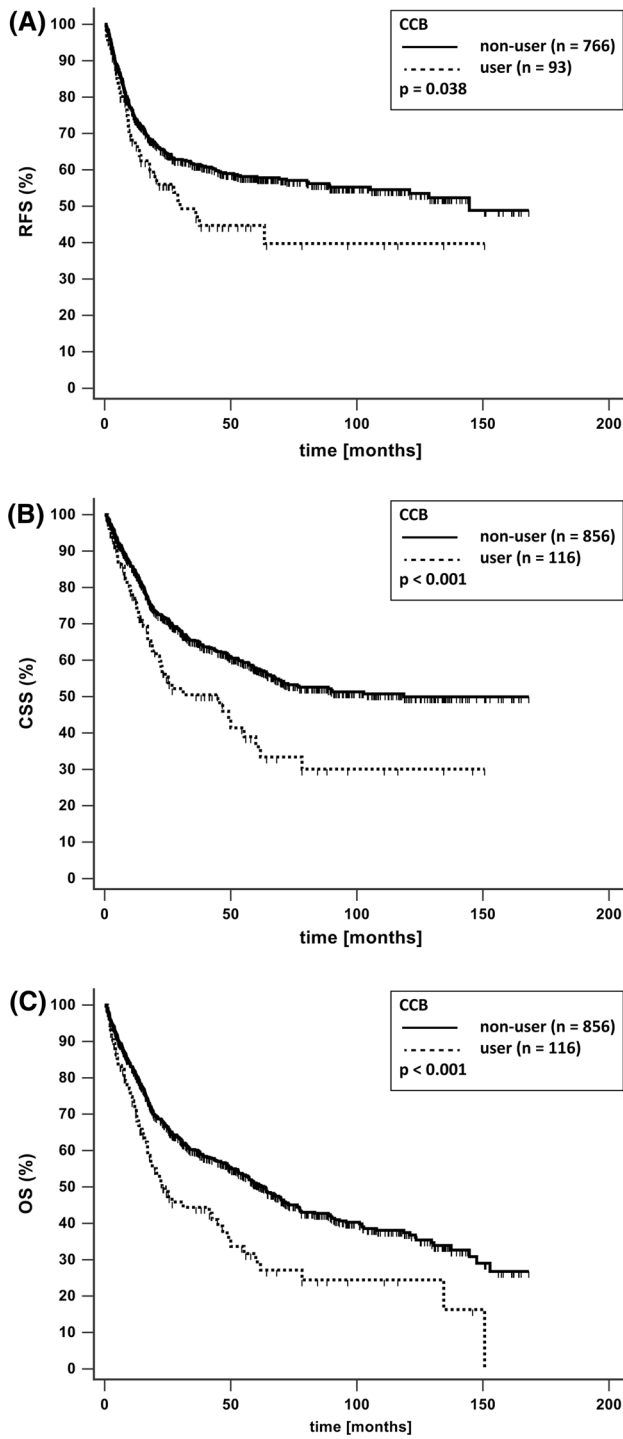 (A)
CCB
non-user (n = 766)
user (n = 93)
p = 0.038
RFS (%)
100
90
80
70
60
50
40
30
20
10
0
0 50 100 150 200
time [months]
(B)
CCB
non-user (n = 856)
user (n = 116)
p < 0.001
CSS (%)
100
90
80
70
60
50
40
30
20
10
0
0 50 100 150 200
time [months]
(C)
CCB
non-user (n = 856)
user (n = 116)
p < 0.001
OS (%)
100
90
80
70
60
50
40
30
20
10
0
0 50 100 150 200
time [months]